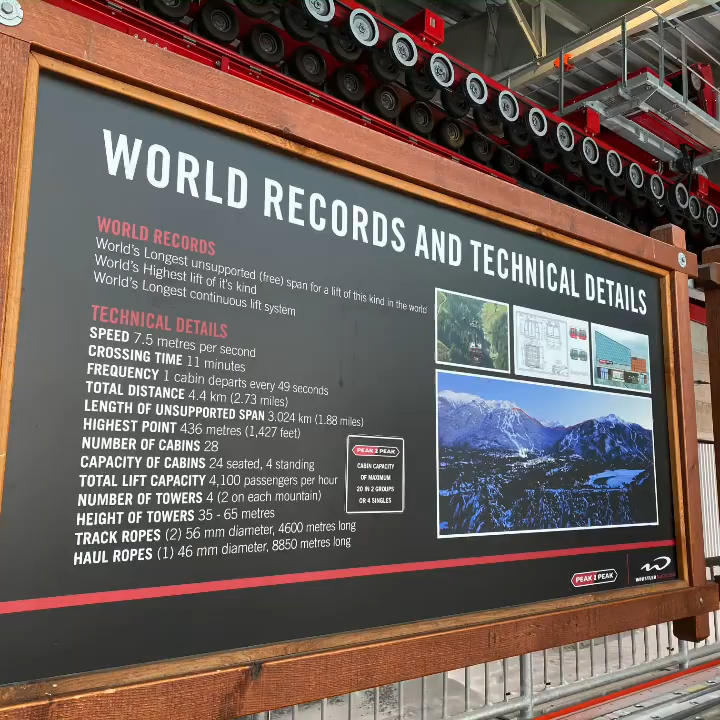 WORLD RECORDS AND TECHNICAL DETAILS
WORLD RECORDS
World's Longest unsupported (free) span for a lift of this kind in the world
World's Highest lift of it's kind
World's Longest continuous lift system
TECHNICAL DETAILS
SPEED 7.5 metres per second
CROSSING TIME 11 minutes
FREQUENCY 1 cabin departs every 49 seconds
TOTAL DISTANCE 4.4 km (2.73 miles)
LENGTH OF UNSUPPORTED SPAN 3.024 km (1.88 miles)
HIGHEST POINT 436 metres (1,427 feet)
NUMBER OF CABINS 28
CAPACITY OF CABINS 24 seated, 4 standing
TOTAL LIFT CAPACITY 4,100 passengers per hour
NUMBER OF TOWERS 4 (2 on each mountain)
HEIGHT OF TOWERS 35 - 65 metres
TRACK ROPES (2) 56 mm diameter, 4600 metres long
HAUL ROPES (1) 46 mm diameter, 8850 metres long
PEAK 2 PEAK
CABIN CAPACITY
OF MAXIMUM
20 IN 2 GROUPS
OR 4 SINGLES
PEAK 2 PEAK
WHISTLER